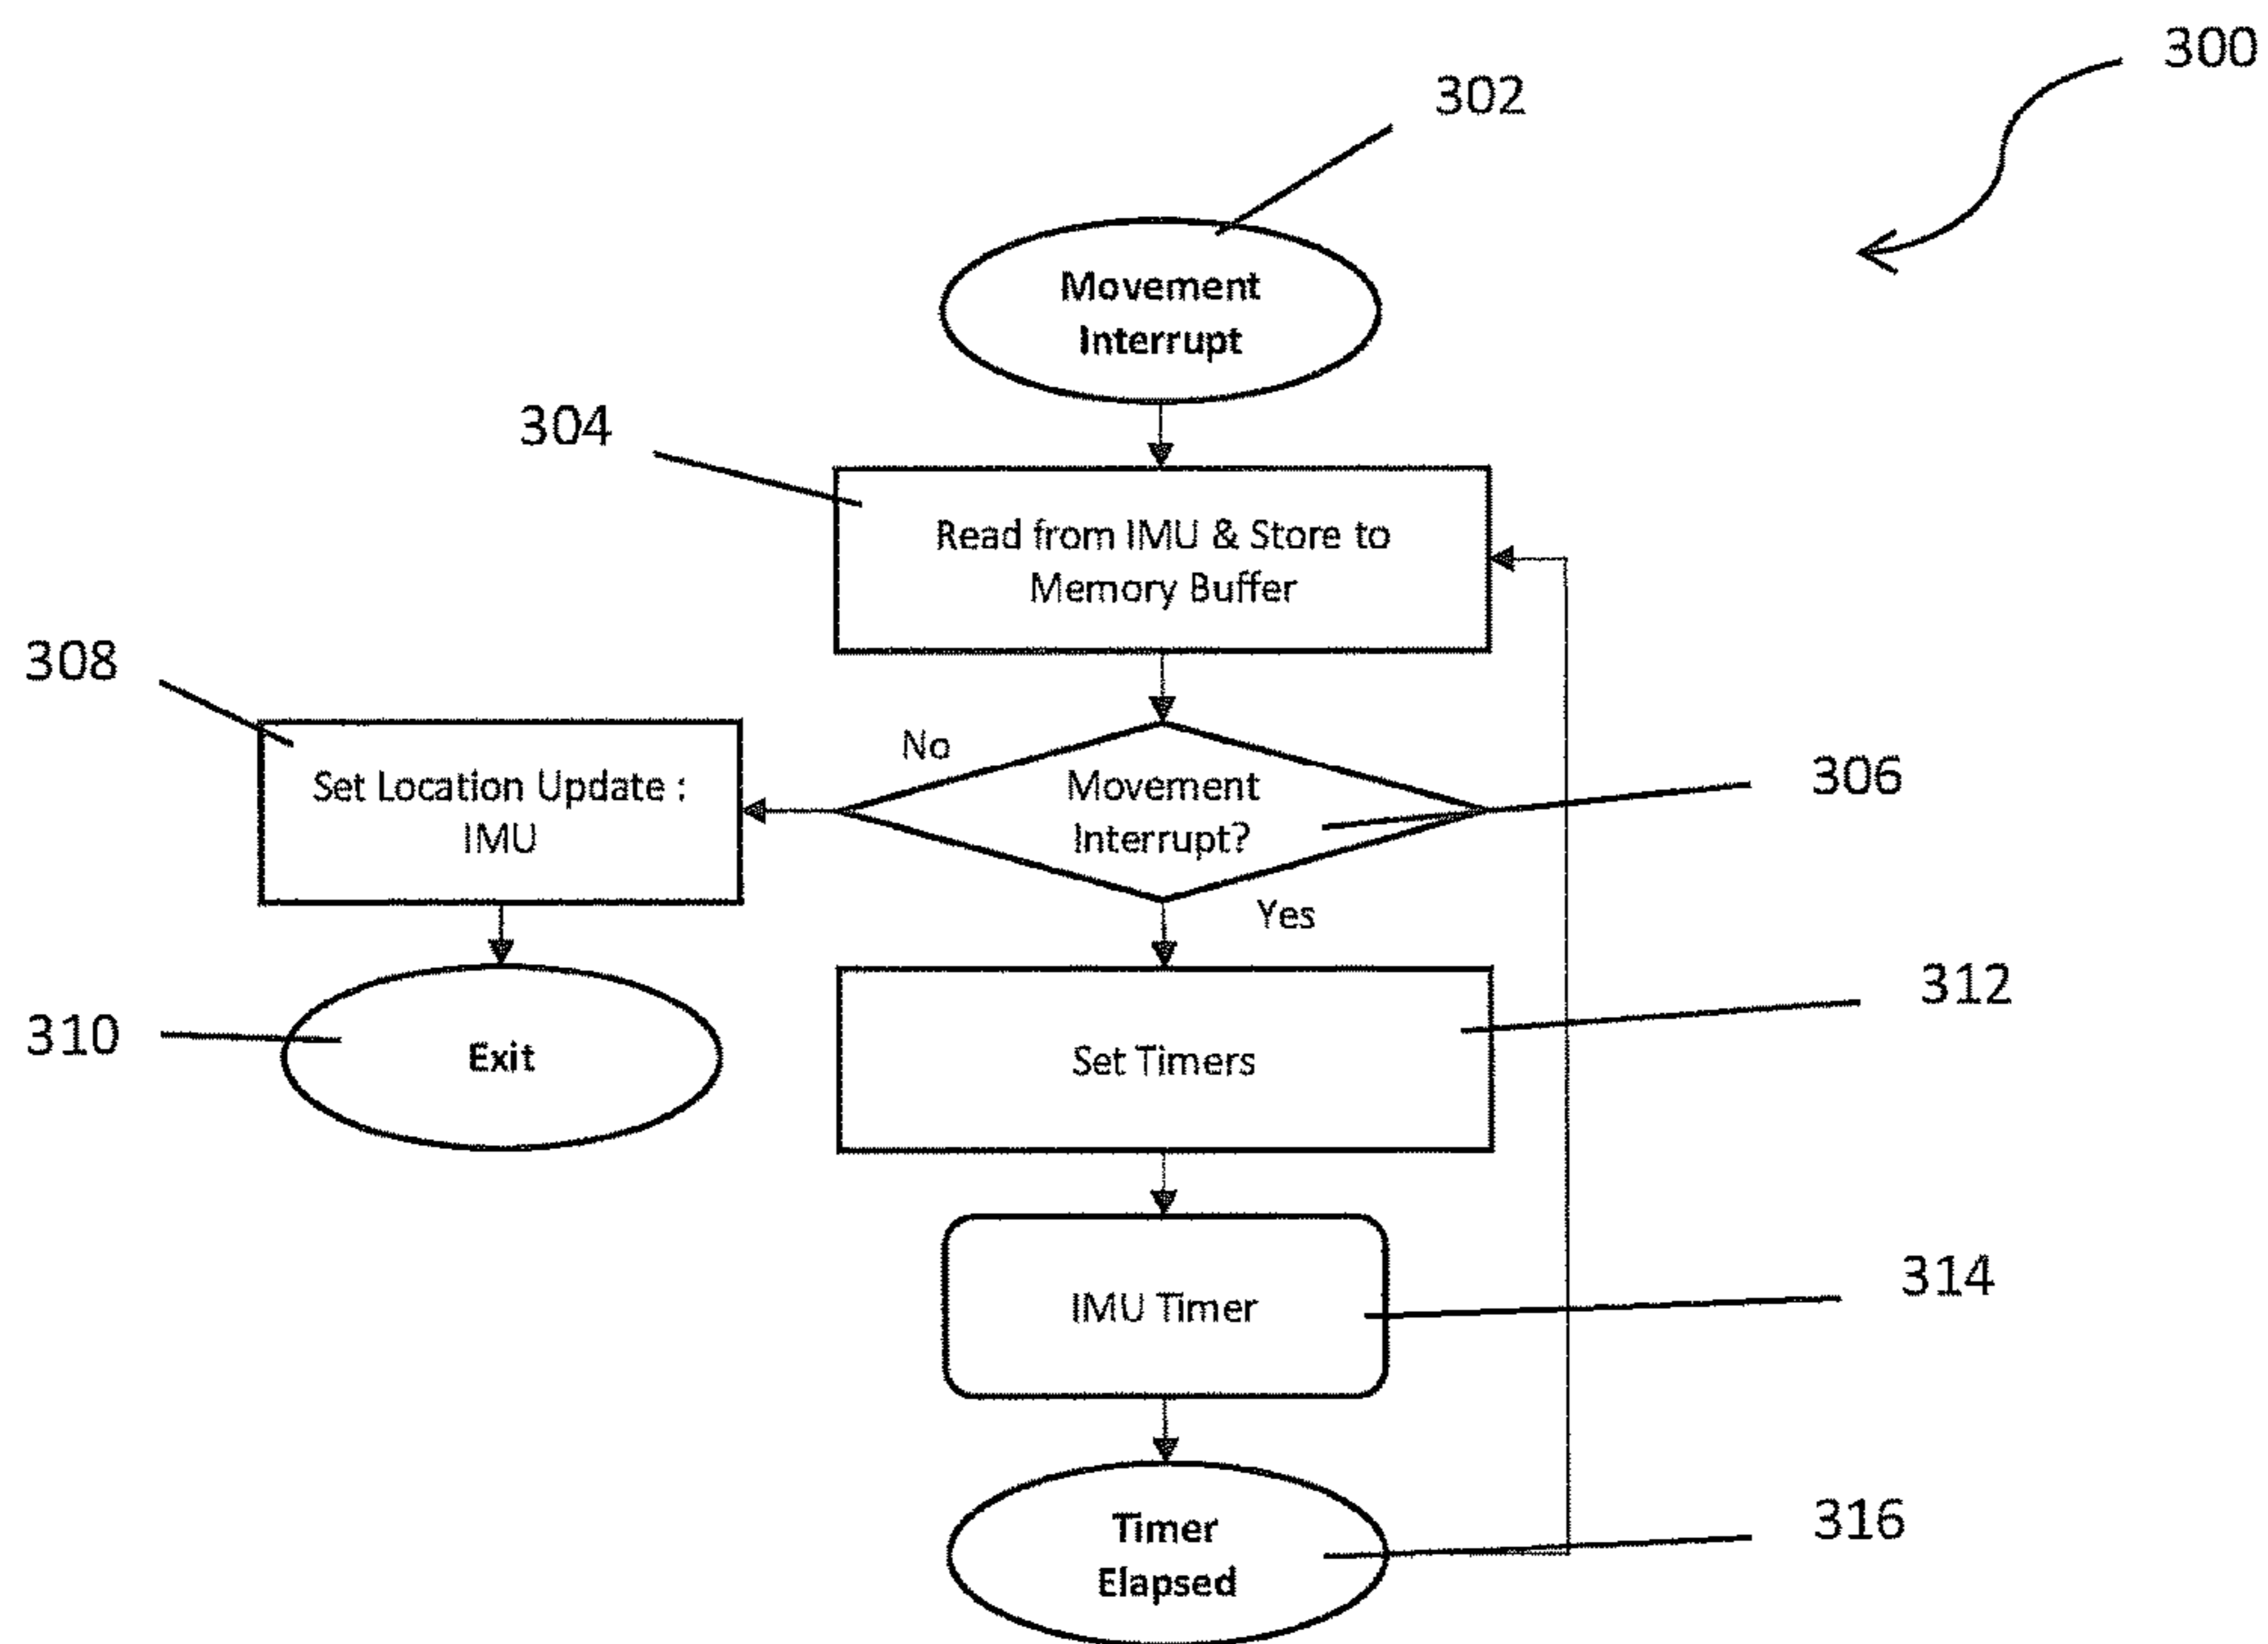 300
302
Movement
Interrupt
304
Read from IMU & Store to
Memory Buffer
308
No
Set Location Update :
IMU
Movement
Interrupt?
306
Yes
312
310
Exit
Set Timers
314
IMU Timer
316
Timer
Elapsed